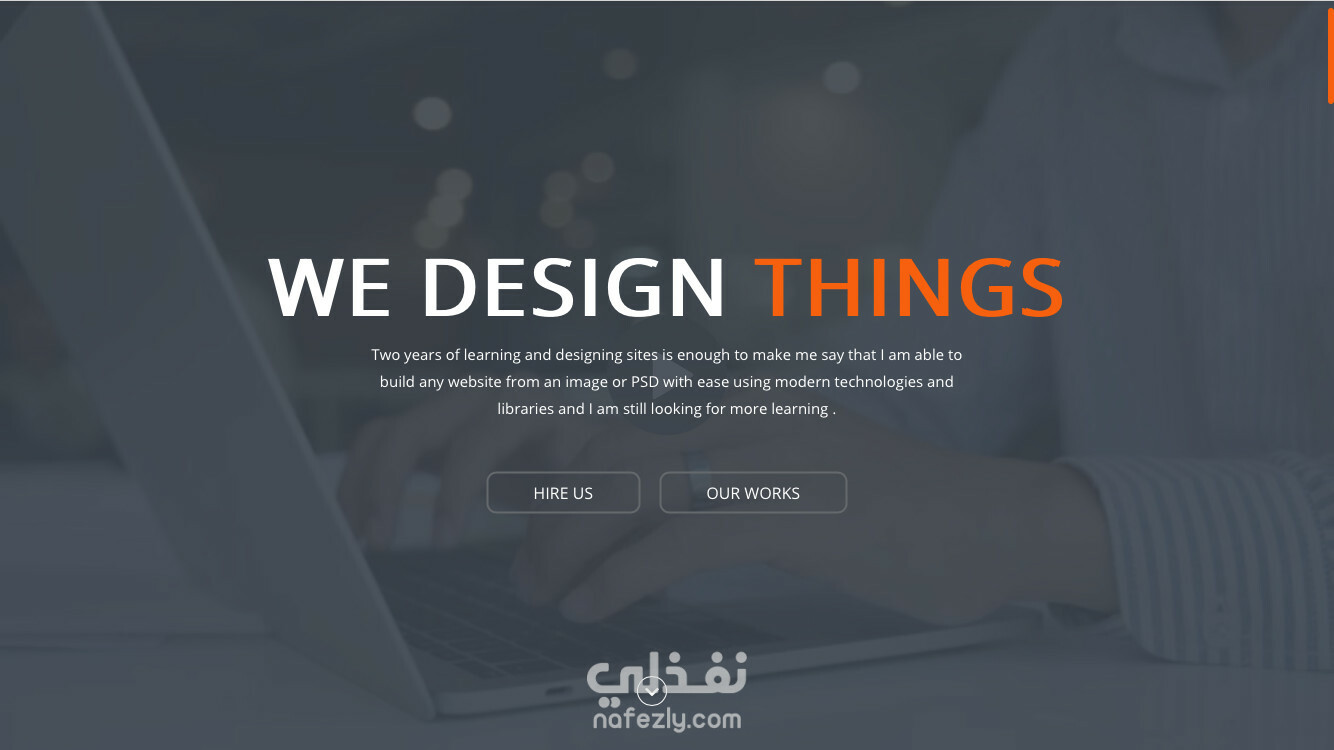 WE DESIGN THINGS
Two years of learning and designing sites is enough to make me say that I am able to
build any website from an image or PSD with ease using modern technologies and
libraries and I am still looking for more learning .
HIRE US
OUR WORKS
نفذلي
nafezly.com